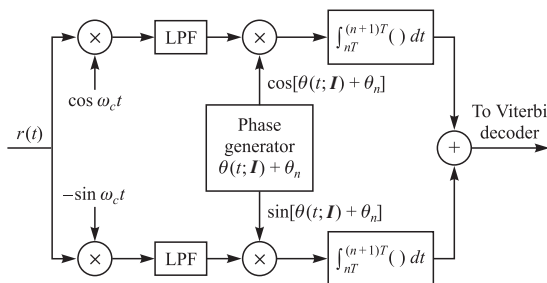 × LPF × ∫_{nT}^{(n+1)T} ( ) dt
cos ω_c t
cos[θ(t; I) + θ_n]
To Viterbi
decoder
r(t)
Phase
generator
θ(t; I) + θ_n
+
−sin ω_c t
sin[θ(t; I) + θ_n]
× LPF × ∫_{nT}^{(n+1)T} ( ) dt